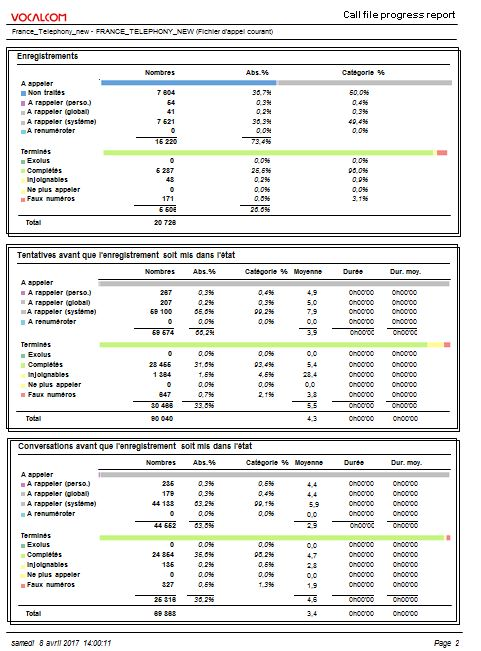 VOCALCOM
Call file progress report
France_Telephony_new - FRANCE_TELEPHONY_NEW (Fichier d'appel courant)
Enregistrements
Nombres Abs.% Catégorie %
A appeler
Non traités 7 604 36,7% 50,0%
A rappeler (perso.) 54 0,3% 0,4%
A rappeler (global) 41 0,2% 0,3%
A rappeler (système) 7 521 36,3% 49,4%
A renuméroter 0 0,0% 0,0%
15 220 73,4%
Terminés
Exclus 0 0,0% 0,0%
Complétés 5 287 25,5% 96,0%
Injoignables 48 0,2% 0,9%
Ne plus appeler 0 0,0% 0,0%
Faux numéros 171 0,8% 3,1%
5 506 26,6%
Total 20 726
Tentatives avant que l'enregistrement soit mis dans l'état
Nombres Abs.% Catégorie % Moyenne Durée Dur. moy.
A appeler
A rappeler (perso.) 267 0,3% 0,4% 4,9 0h00'00 0h00'00
A rappeler (global) 207 0,2% 0,3% 5,0 0h00'00 0h00'00
A rappeler (système) 59 100 65,6% 99,2% 7,9 0h00'00 0h00'00
A renuméroter 0 0,0% 0,0% 0,0 0h00'00 0h00'00
59 574 66,2% 3,9 0h00'00 0h00'00
Terminés
Exclus 0 0,0% 0,0% 0,0 0h00'00 0h00'00
Complétés 28 455 31,6% 93,4% 5,4 0h00'00 0h00'00
Injoignables 1 364 1,5% 4,5% 28,4 0h00'00 0h00'00
Ne plus appeler 0 0,0% 0,0% 0,0 0h00'00 0h00'00
Faux numéros 647 0,7% 2,1% 3,8 0h00'00 0h00'00
30 466 33,8% 5,5 0h00'00 0h00'00
Total 90 040 4,3 0h00'00 0h00'00
Conversations avant que l'enregistrement soit mis dans l'état
Nombres Abs.% Catégorie % Moyenne Durée Dur. moy.
A appeler
A rappeler (perso.) 235 0,3% 0,5% 4,4 0h00'00 0h00'00
A rappeler (global) 179 0,3% 0,4% 4,4 0h00'00 0h00'00
A rappeler (système) 44 138 63,2% 99,1% 5,9 0h00'00 0h00'00
A renuméroter 0 0,0% 0,0% 0,0 0h00'00 0h00'00
44 552 63,8% 2,9 0h00'00 0h00'00
Terminés
Exclus 0 0,0% 0,0% 0,0 0h00'00 0h00'00
Complétés 24 854 35,6% 98,2% 4,7 0h00'00 0h00'00
Injoignables 135 0,2% 0,5% 2,8 0h00'00 0h00'00
Ne plus appeler 0 0,0% 0,0% 0,0 0h00'00 0h00'00
Faux numéros 327 0,5% 1,3% 1,9 0h00'00 0h00'00
25 316 36,2% 4,6 0h00'00 0h00'00
Total 69 868 3,4 0h00'00 0h00'00
samedi 8 avril 2017 14:00:11
Page 2